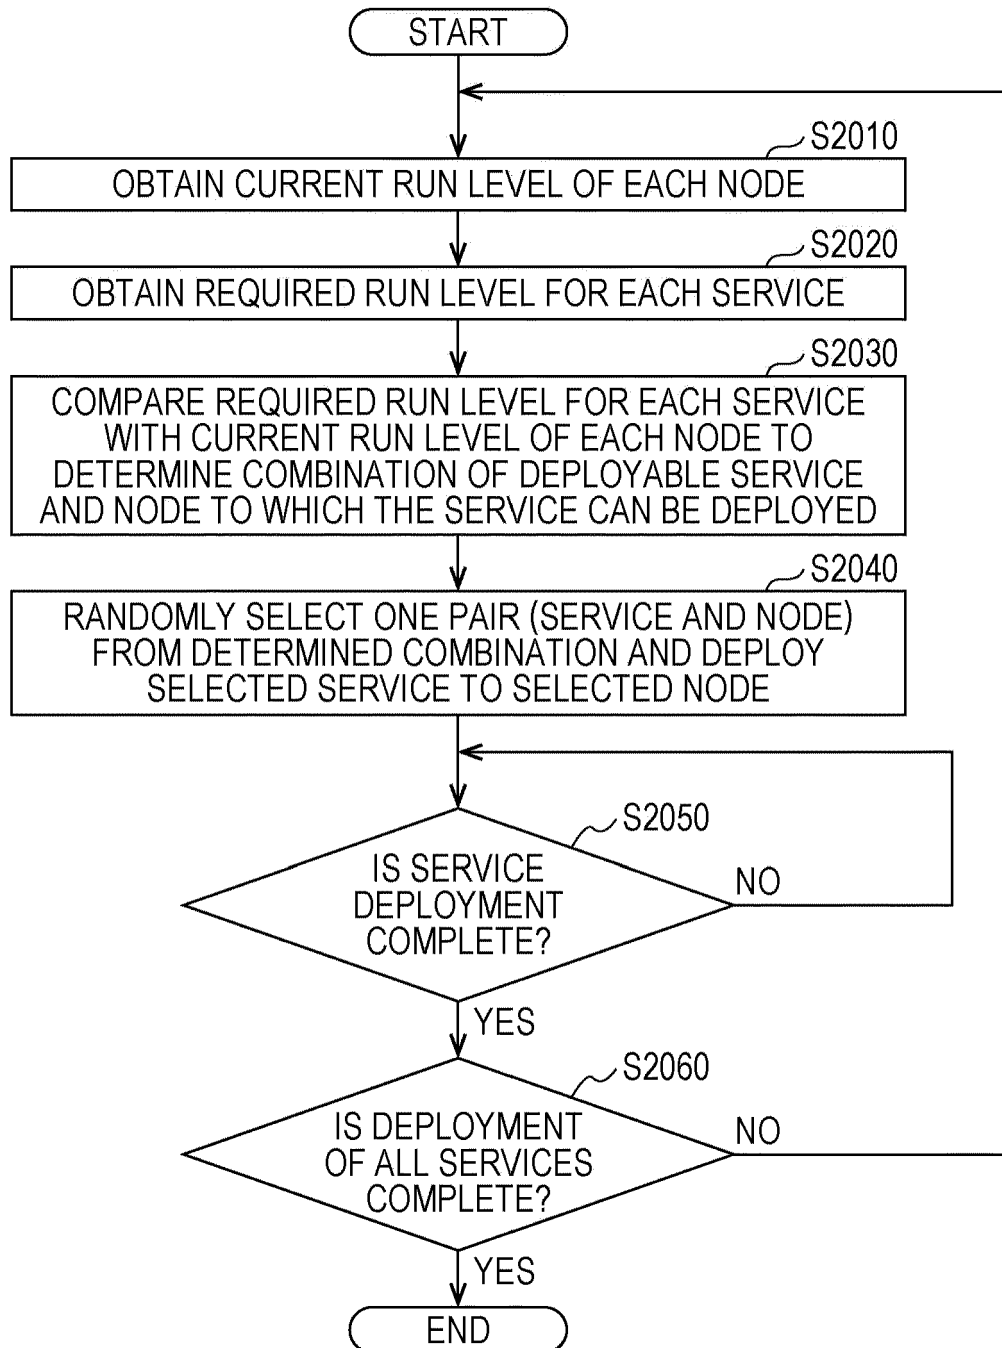 START
S2010
OBTAIN CURRENT RUN LEVEL OF EACH NODE
S2020
OBTAIN REQUIRED RUN LEVEL FOR EACH SERVICE
S2030
COMPARE REQUIRED RUN LEVEL FOR EACH SERVICE
WITH CURRENT RUN LEVEL OF EACH NODE TO
DETERMINE COMBINATION OF DEPLOYABLE SERVICE
AND NODE TO WHICH THE SERVICE CAN BE DEPLOYED
S2040
RANDOMLY SELECT ONE PAIR (SERVICE AND NODE)
FROM DETERMINED COMBINATION AND DEPLOY
SELECTED SERVICE TO SELECTED NODE
S2050
IS SERVICE
DEPLOYMENT
COMPLETE?
NO
YES
S2060
IS DEPLOYMENT
OF ALL SERVICES
COMPLETE?
NO
YES
END